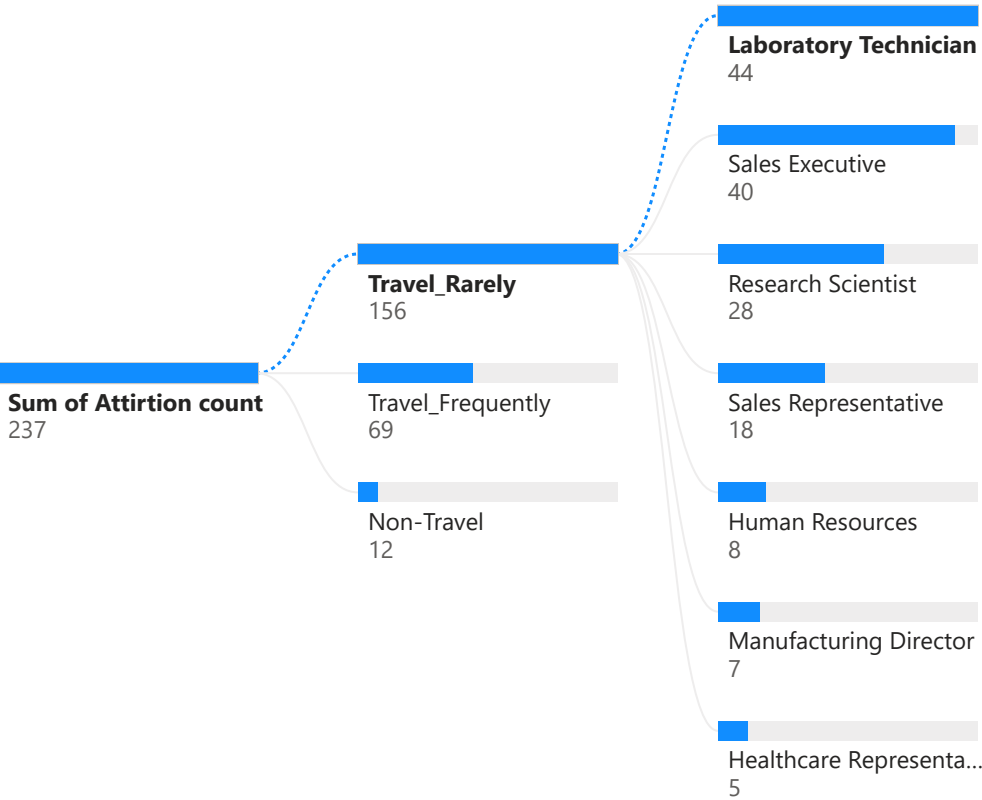 Sum of Attirtion count
237
Travel_Rarely
156
Travel_Frequently
69
Non-Travel
12
Laboratory Technician
44
Sales Executive
40
Research Scientist
28
Sales Representative
18
Human Resources
8
Manufacturing Director
7
Healthcare Representa...
5